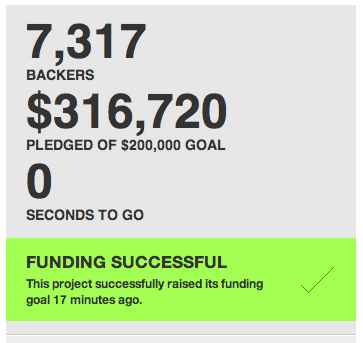 7,317
BACKERS
$316,720
PLEDGED OF $200,000 GOAL
0
SECONDS TO GO
FUNDING SUCCESSFUL
This project successfully raised its funding
goal 17 minutes ago.